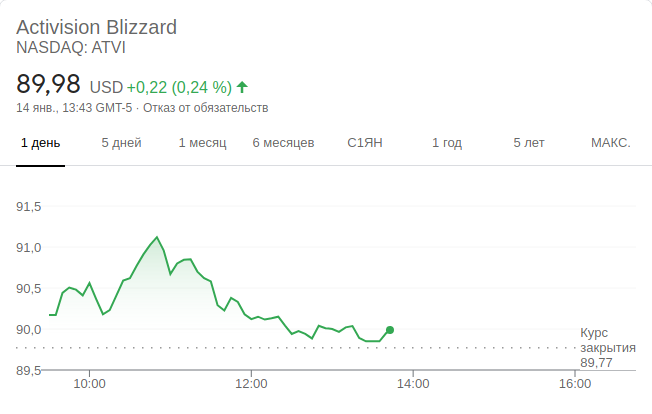 Activision Blizzard
NASDAQ: ATVI
89,98 USD +0,22 (0,24 %)
14 янв., 13:43 GMT-5 · Отказ от обязательств
1 день 5 дней 1 месяц 6 месяцев С1ЯН 1 год 5 лет МАКС.
91,5
91,0
90,5
90,0
Курс
закрытия
89,77
89,5
10:00 12:00 14:00 16:00